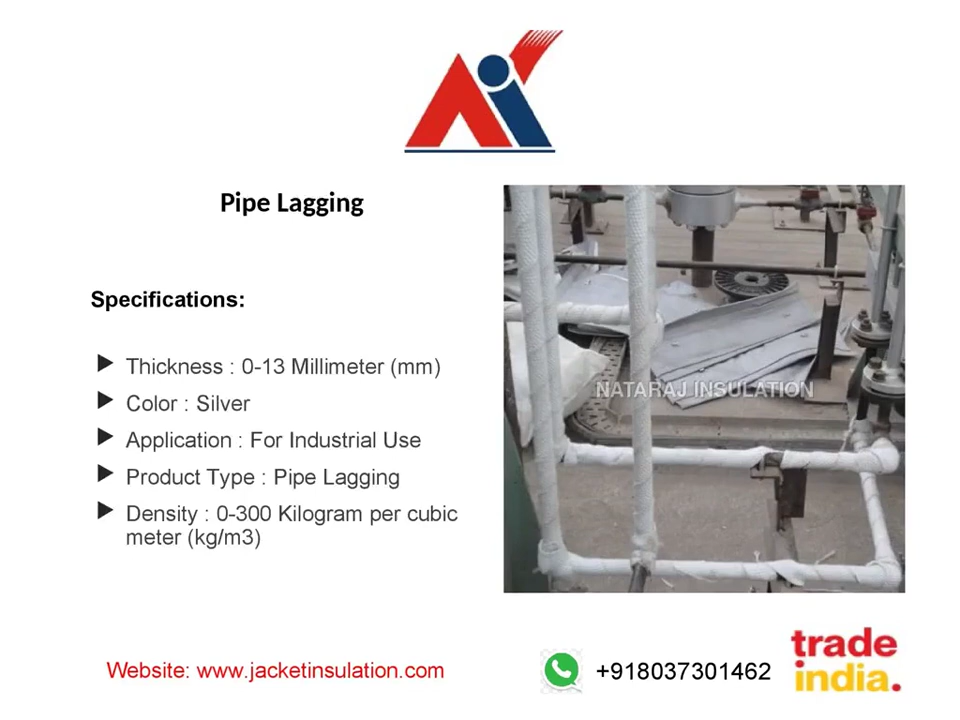 Pipe Lagging
Specifications:
Thickness : 0-13 Millimeter (mm)
Color : Silver
Application : For Industrial Use
Product Type : Pipe Lagging
Density : 0-300 Kilogram per cubic
meter (kg/m3)
NATARAJ INSULATION
Website: www.jacketinsulation.com
+918037301462
trade
india.